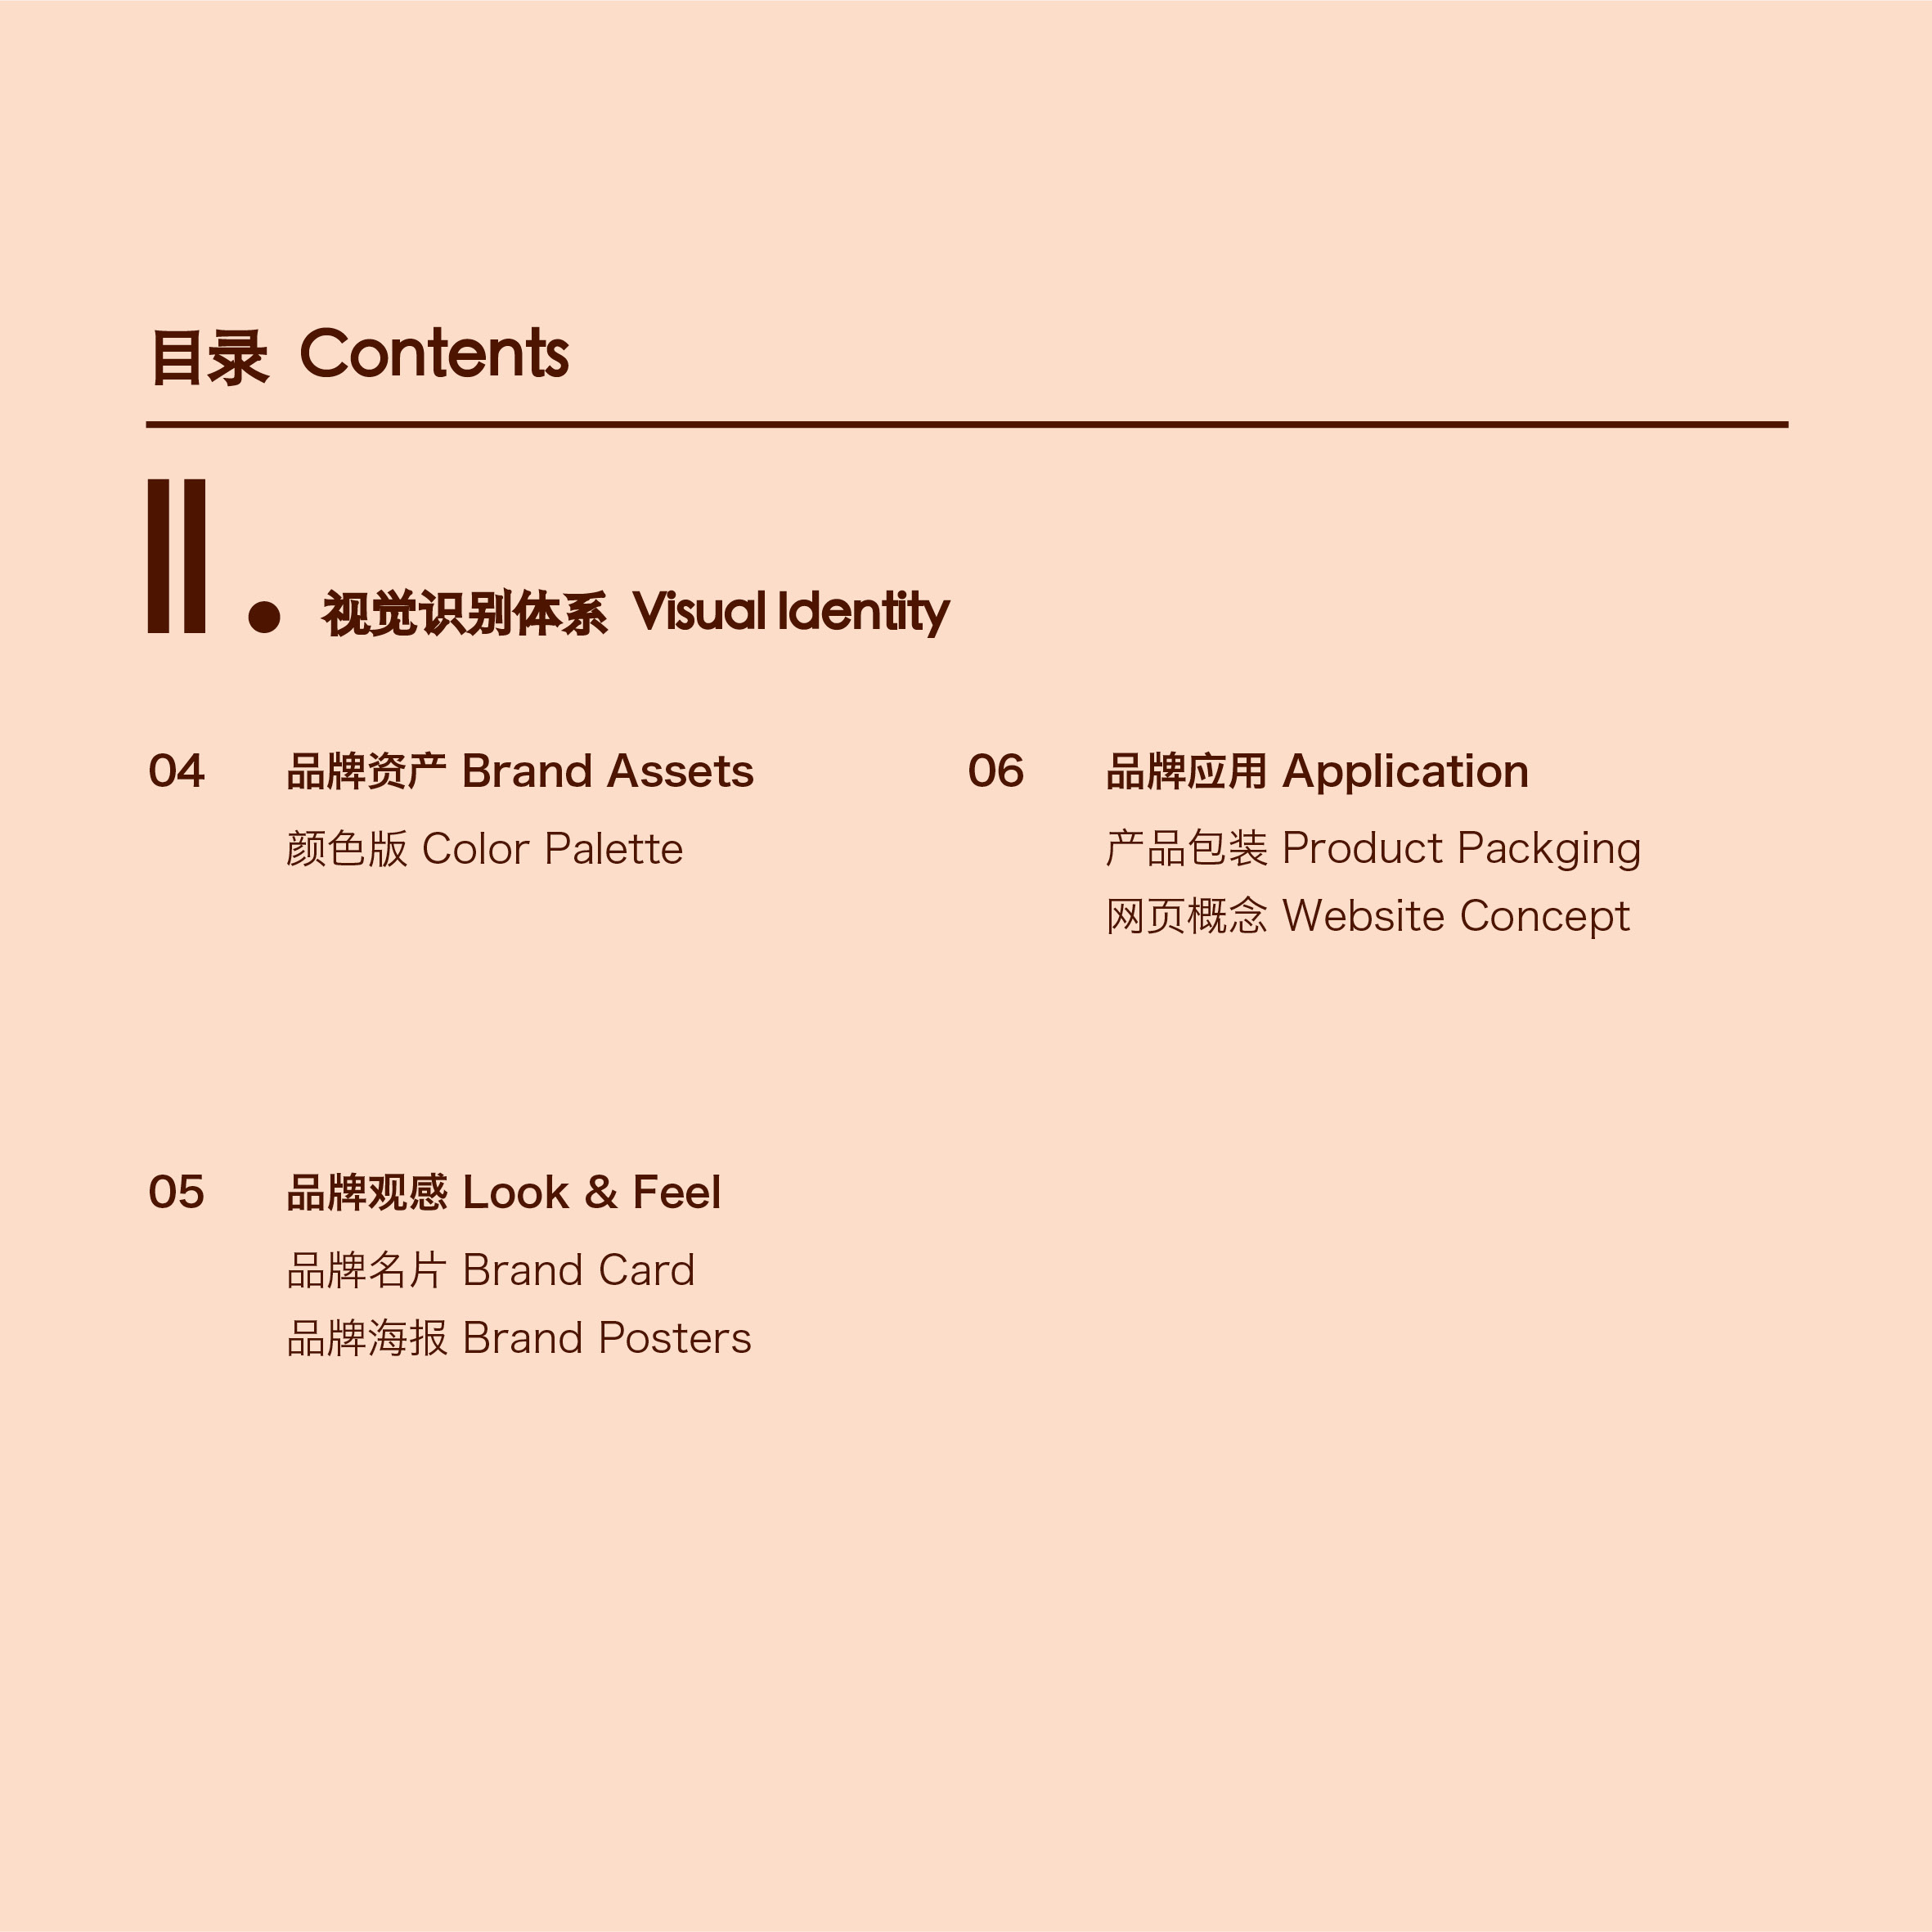 目录 Contents
II. 视觉识别体系 Visual Identity
04 品牌资产 Brand Assets
颜色版 Color Palette
05 品牌观感 Look & Feel
品牌名片 Brand Card
品牌海报 Brand Posters
06 品牌应用 Application
产品包装 Product Packging
网页概念 Website Concept